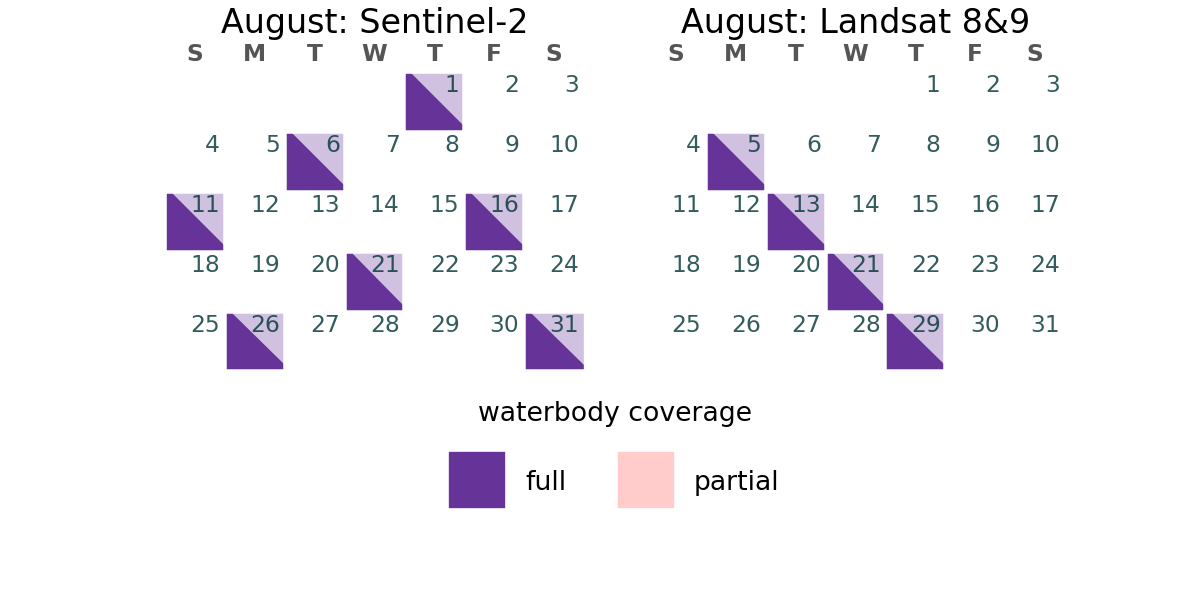 August: Sentinel-2
S M T W T F S
1 2 3
4 5 6 7 8 9 10
11 12 13 14 15 16 17
18 19 20 21 22 23 24
25 26 27 28 29 30 31
August: Landsat 8&9
S M T W T F S
1 2 3
4 5 6 7 8 9 10
11 12 13 14 15 16 17
18 19 20 21 22 23 24
25 26 27 28 29 30 31
waterbody coverage
full partial